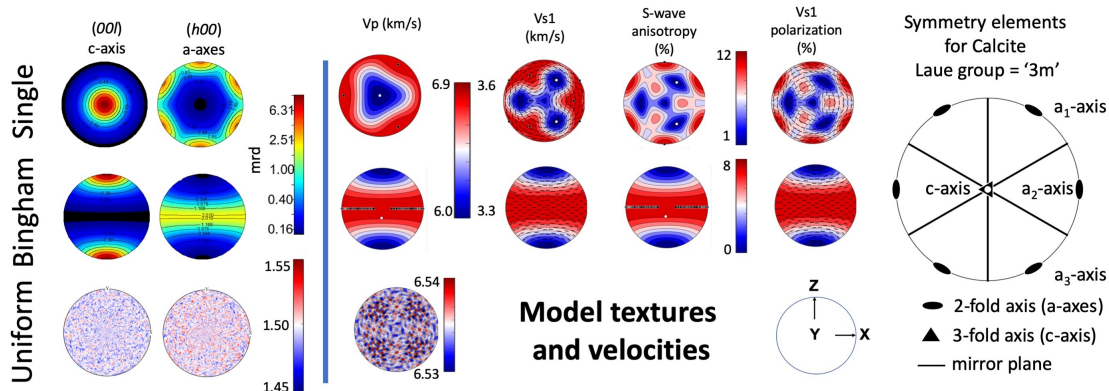 (00l)
c-axis
(h00)
a-axes
Vp (km/s)
Vs1
(km/s)
S-wave
anisotropy
(%)
Vs1
polarization
(%)
Symmetry elements
for Calcite
Laue group = ‘3m’
Single
Bingham
Uniform
6.31
2.51
1.00
0.40
0.16
mrd
6.9
6.0
3.6
3.3
12
1
8
0
a1-axis
c-axis
a2-axis
a3-axis
1.55
1.50
1.45
6.54
6.53
Model textures
and velocities
Z
Y
X
2-fold axis (a-axes)
3-fold axis (c-axis)
mirror plane